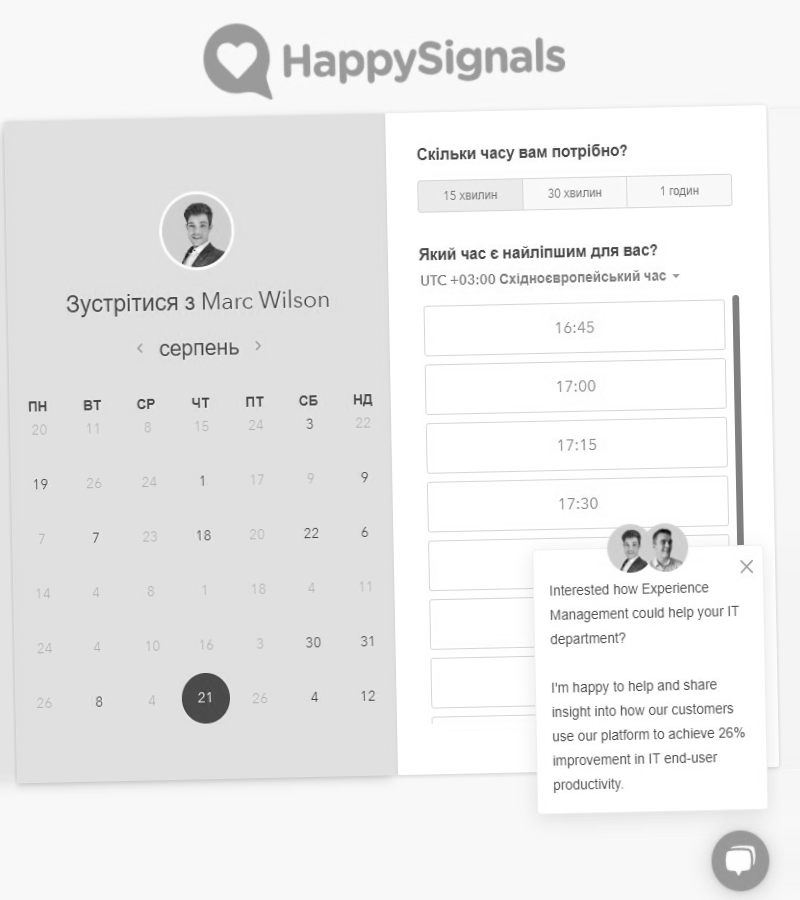 HappySignals
Зустрітися з Marc Wilson
серпень
ПН ВТ СР ЧТ ПТ СБ НД
20 11 8 15 24 3 22
19 26 24 1 17 9 9
7 7 23 18 20 22 6
14 4 8 1 18 4 11
24 4 10 16 3 30 31
26 8 4 21 26 4 12
Скільки часу вам потрібно?
15 хвилин 30 хвилин 1 годин
Який час є найліпшим для вас?
UTC +03:00 Східноєвропейський час
16:45
17:00
17:15
17:30
Interested how Experience
Management could help your IT
department?
I'm happy to help and share
insight into how our customers
use our platform to achieve 26%
improvement in IT end-user
productivity.